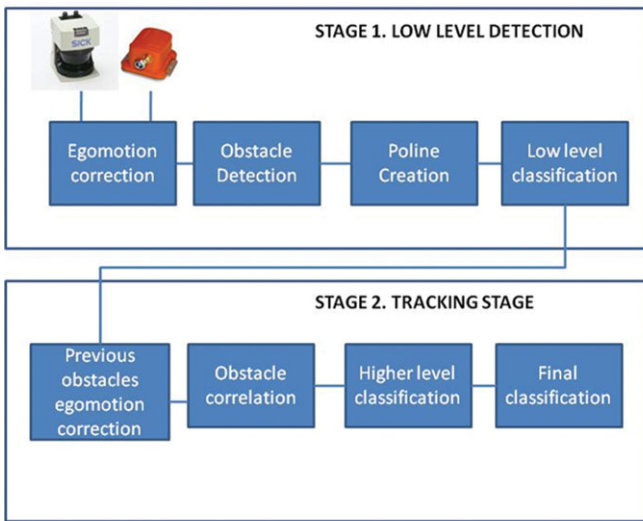 STAGE 1. LOW LEVEL DETECTION
SICK
Egomotion
correction
Obstacle
Detection
Poline
Creation
Low level
classification
STAGE 2. TRACKING STAGE
Previous
obstacles
egomotion
correction
Obstacle
correlation
Higher level
classification
Final
classification